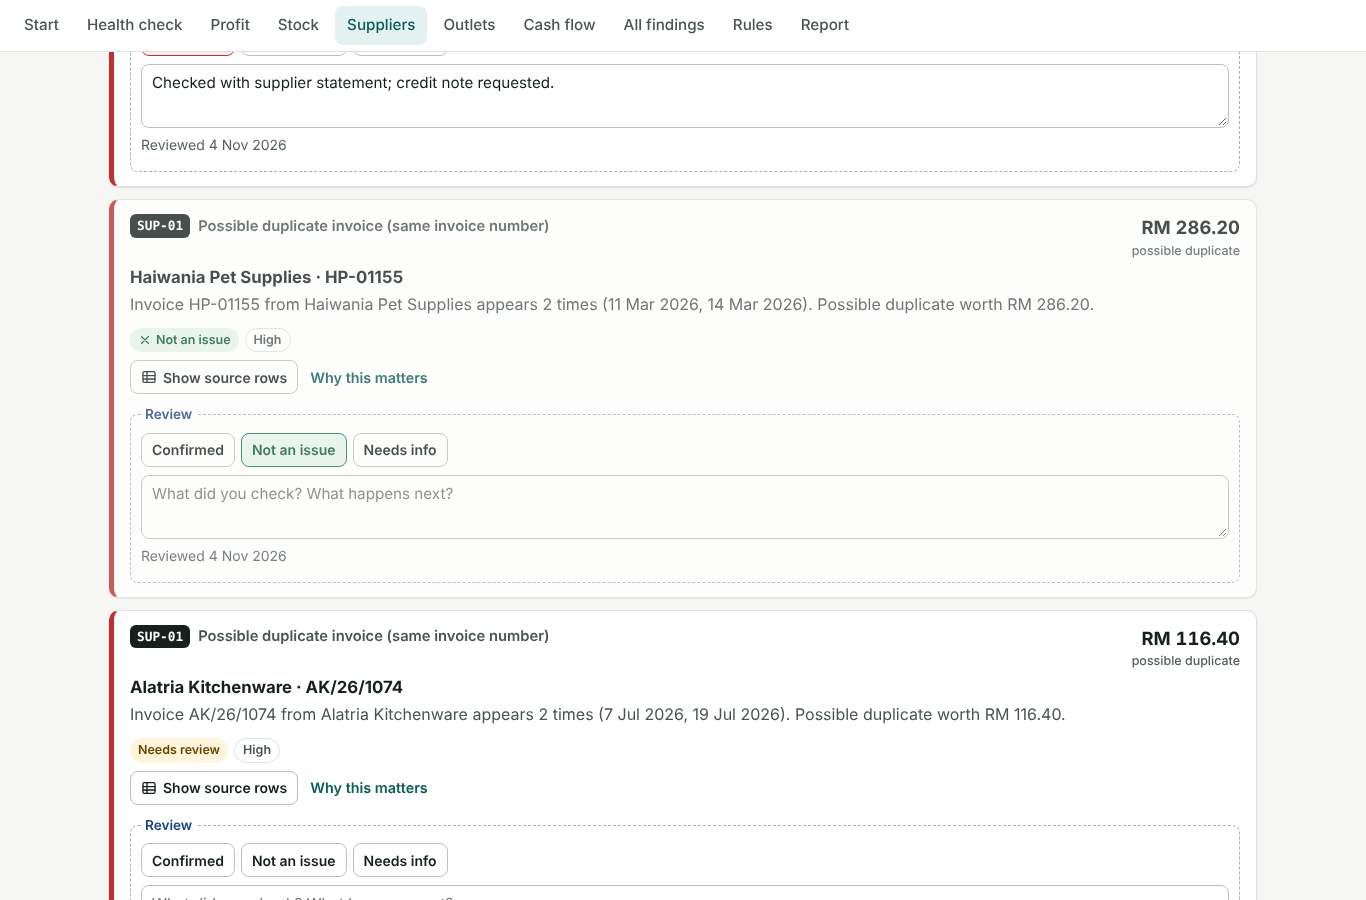 Start Health check Profit Stock Suppliers Outlets Cash flow All findings Rules Report
Checked with supplier statement; credit note requested.
Reviewed 4 Nov 2026
SUP-01 Possible duplicate invoice (same invoice number) RM 286.20
possible duplicate
Haiwania Pet Supplies · HP-01155
Invoice HP-01155 from Haiwania Pet Supplies appears 2 times (11 Mar 2026, 14 Mar 2026). Possible duplicate worth RM 286.20.
Not an issue High
Show source rows Why this matters
Review
Confirmed Not an issue Needs info
What did you check? What happens next?
Reviewed 4 Nov 2026
SUP-01 Possible duplicate invoice (same invoice number) RM 116.40
possible duplicate
Alatria Kitchenware · AK/26/1074
Invoice AK/26/1074 from Alatria Kitchenware appears 2 times (7 Jul 2026, 19 Jul 2026). Possible duplicate worth RM 116.40.
Needs review High
Show source rows Why this matters
Review
Confirmed Not an issue Needs info